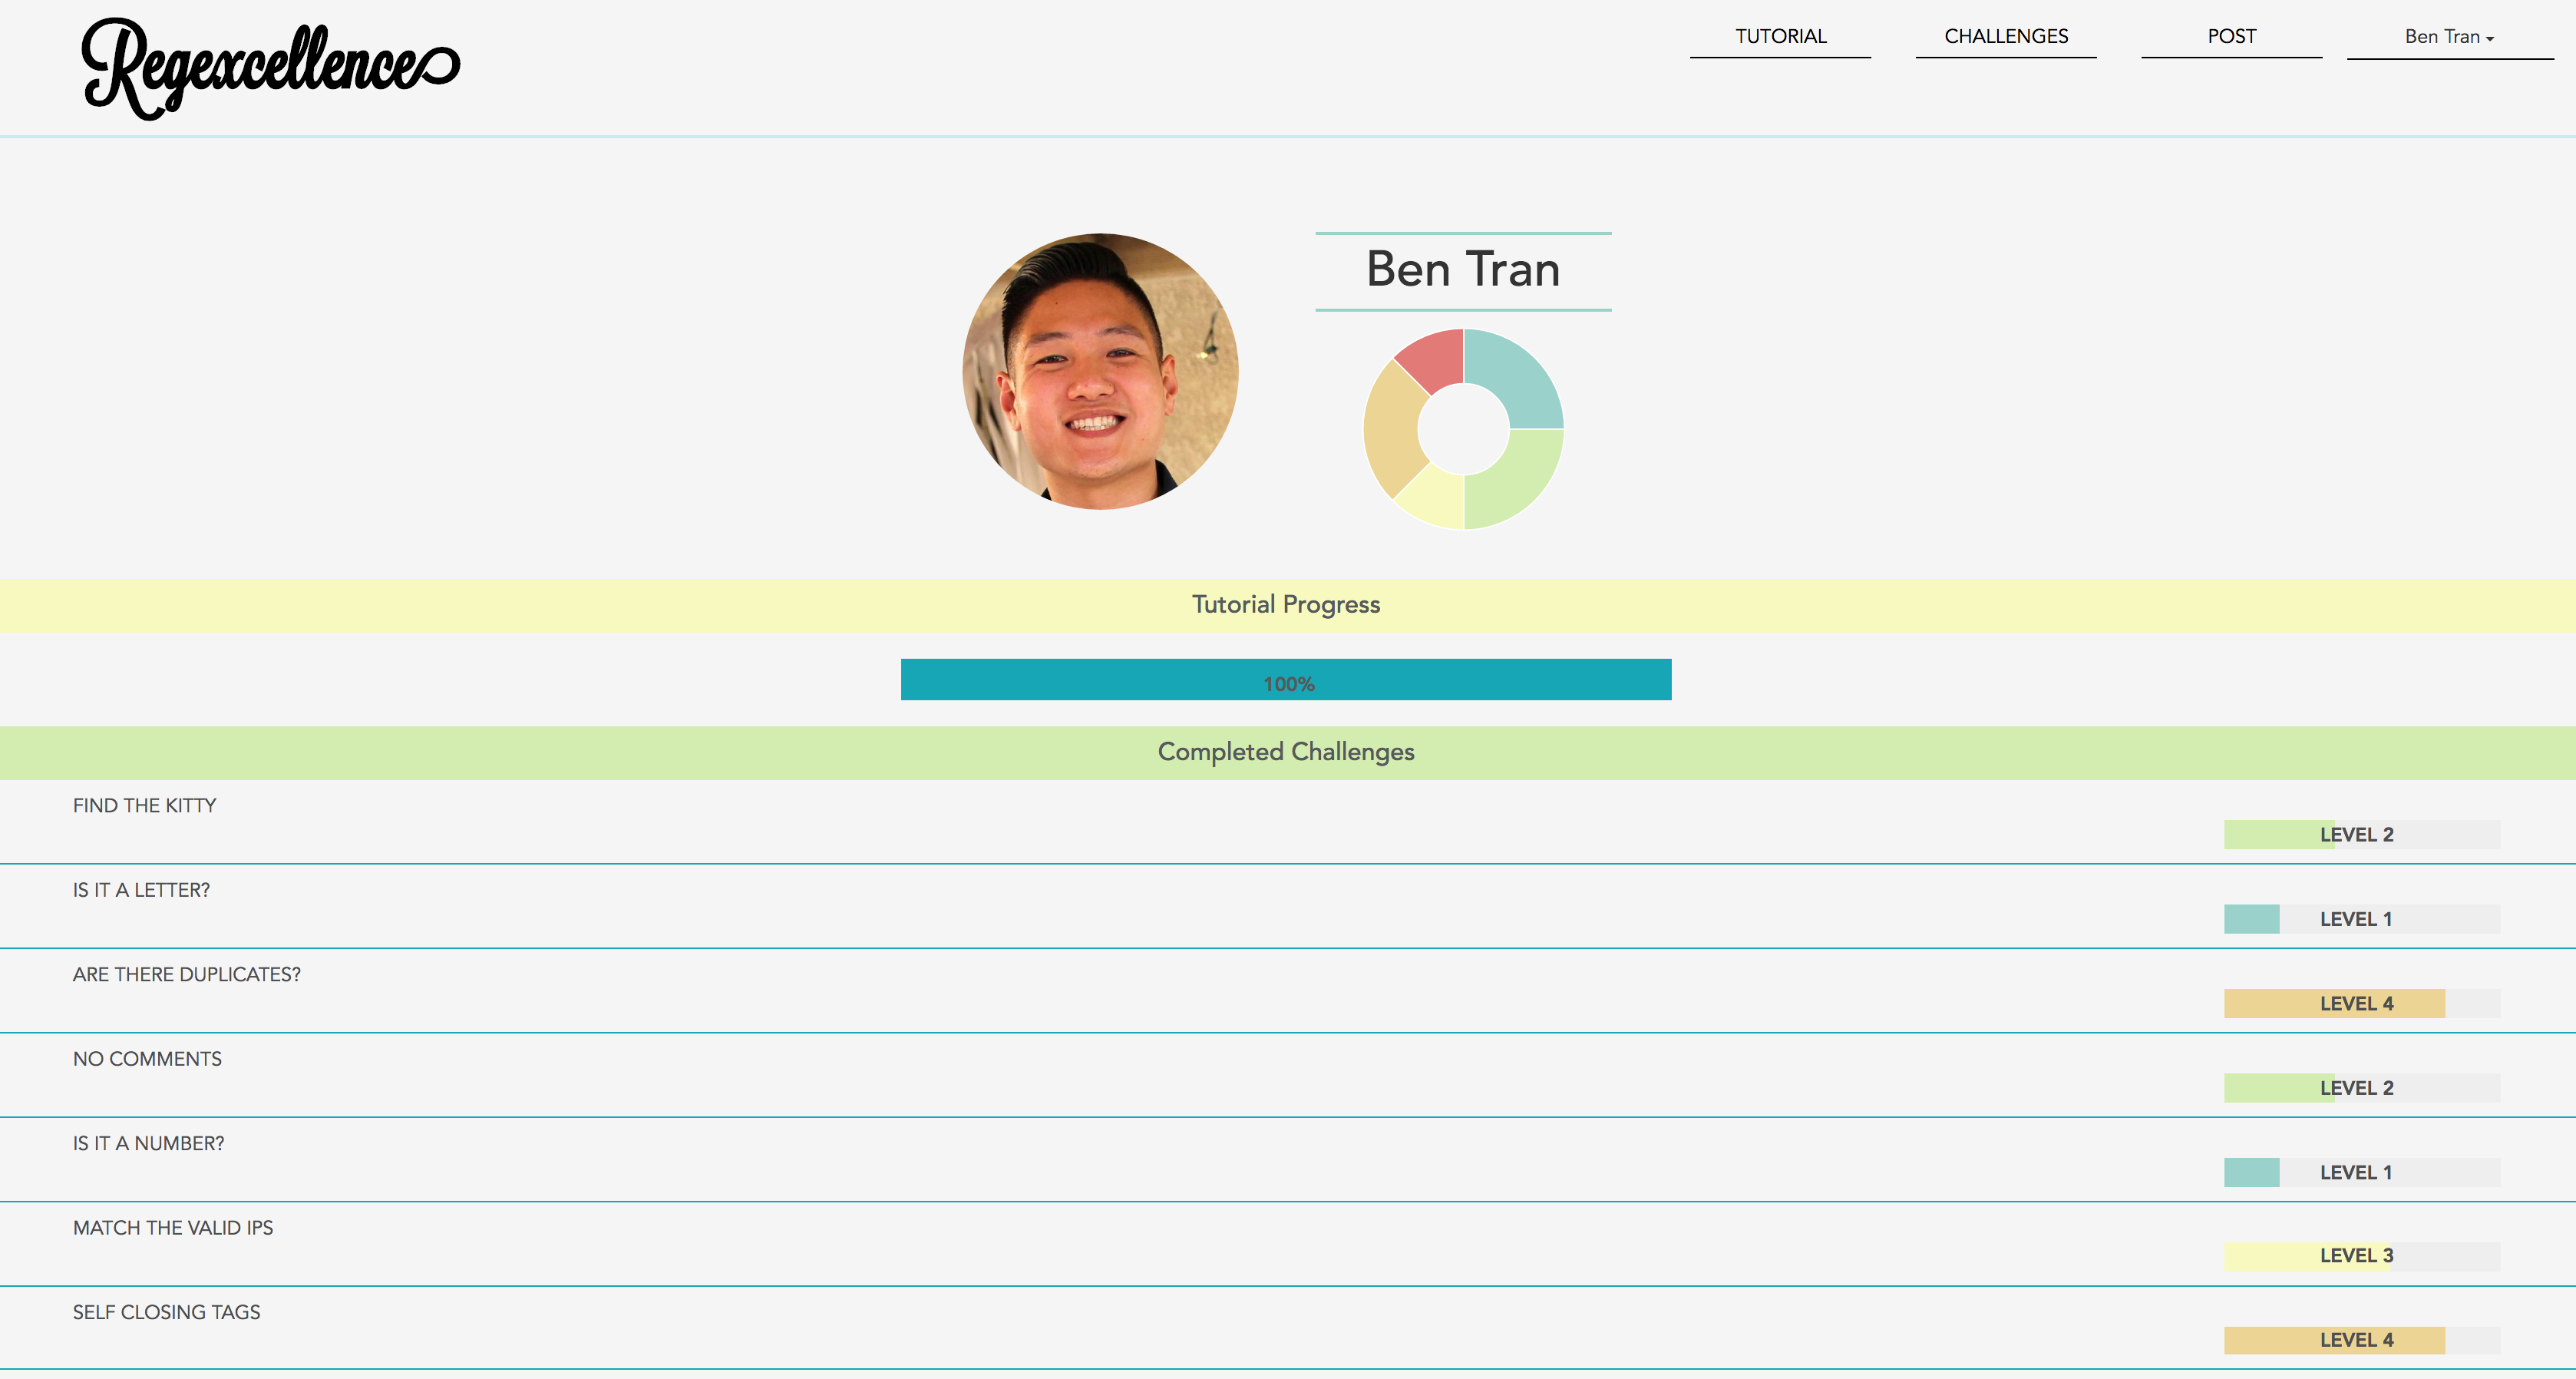 Regexcellence
TUTORIAL
CHALLENGES
POST
Ben Tran
Ben Tran
Tutorial Progress
100%
Completed Challenges
FIND THE KITTY
LEVEL 2
IS IT A LETTER?
LEVEL 1
ARE THERE DUPLICATES?
LEVEL 4
NO COMMENTS
LEVEL 2
IS IT A NUMBER?
LEVEL 1
MATCH THE VALID IPS
LEVEL 3
SELF CLOSING TAGS
LEVEL 4